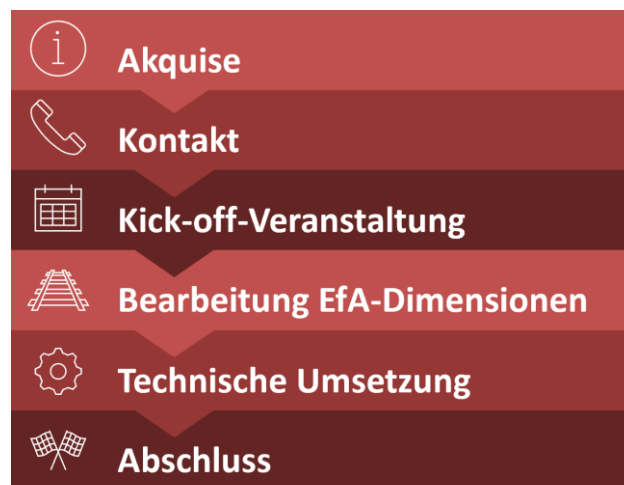 Akquise
Kontakt
Kick-off-Veranstaltung
Bearbeitung EfA-Dimensionen
Technische Umsetzung
Abschluss